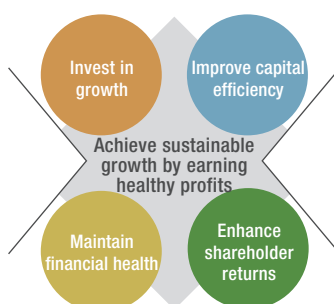 Invest in
growth
Improve capital
efficiency
Achieve sustainable
growth by earning
healthy profits
Maintain
financial health
Enhance
shareholder
returns